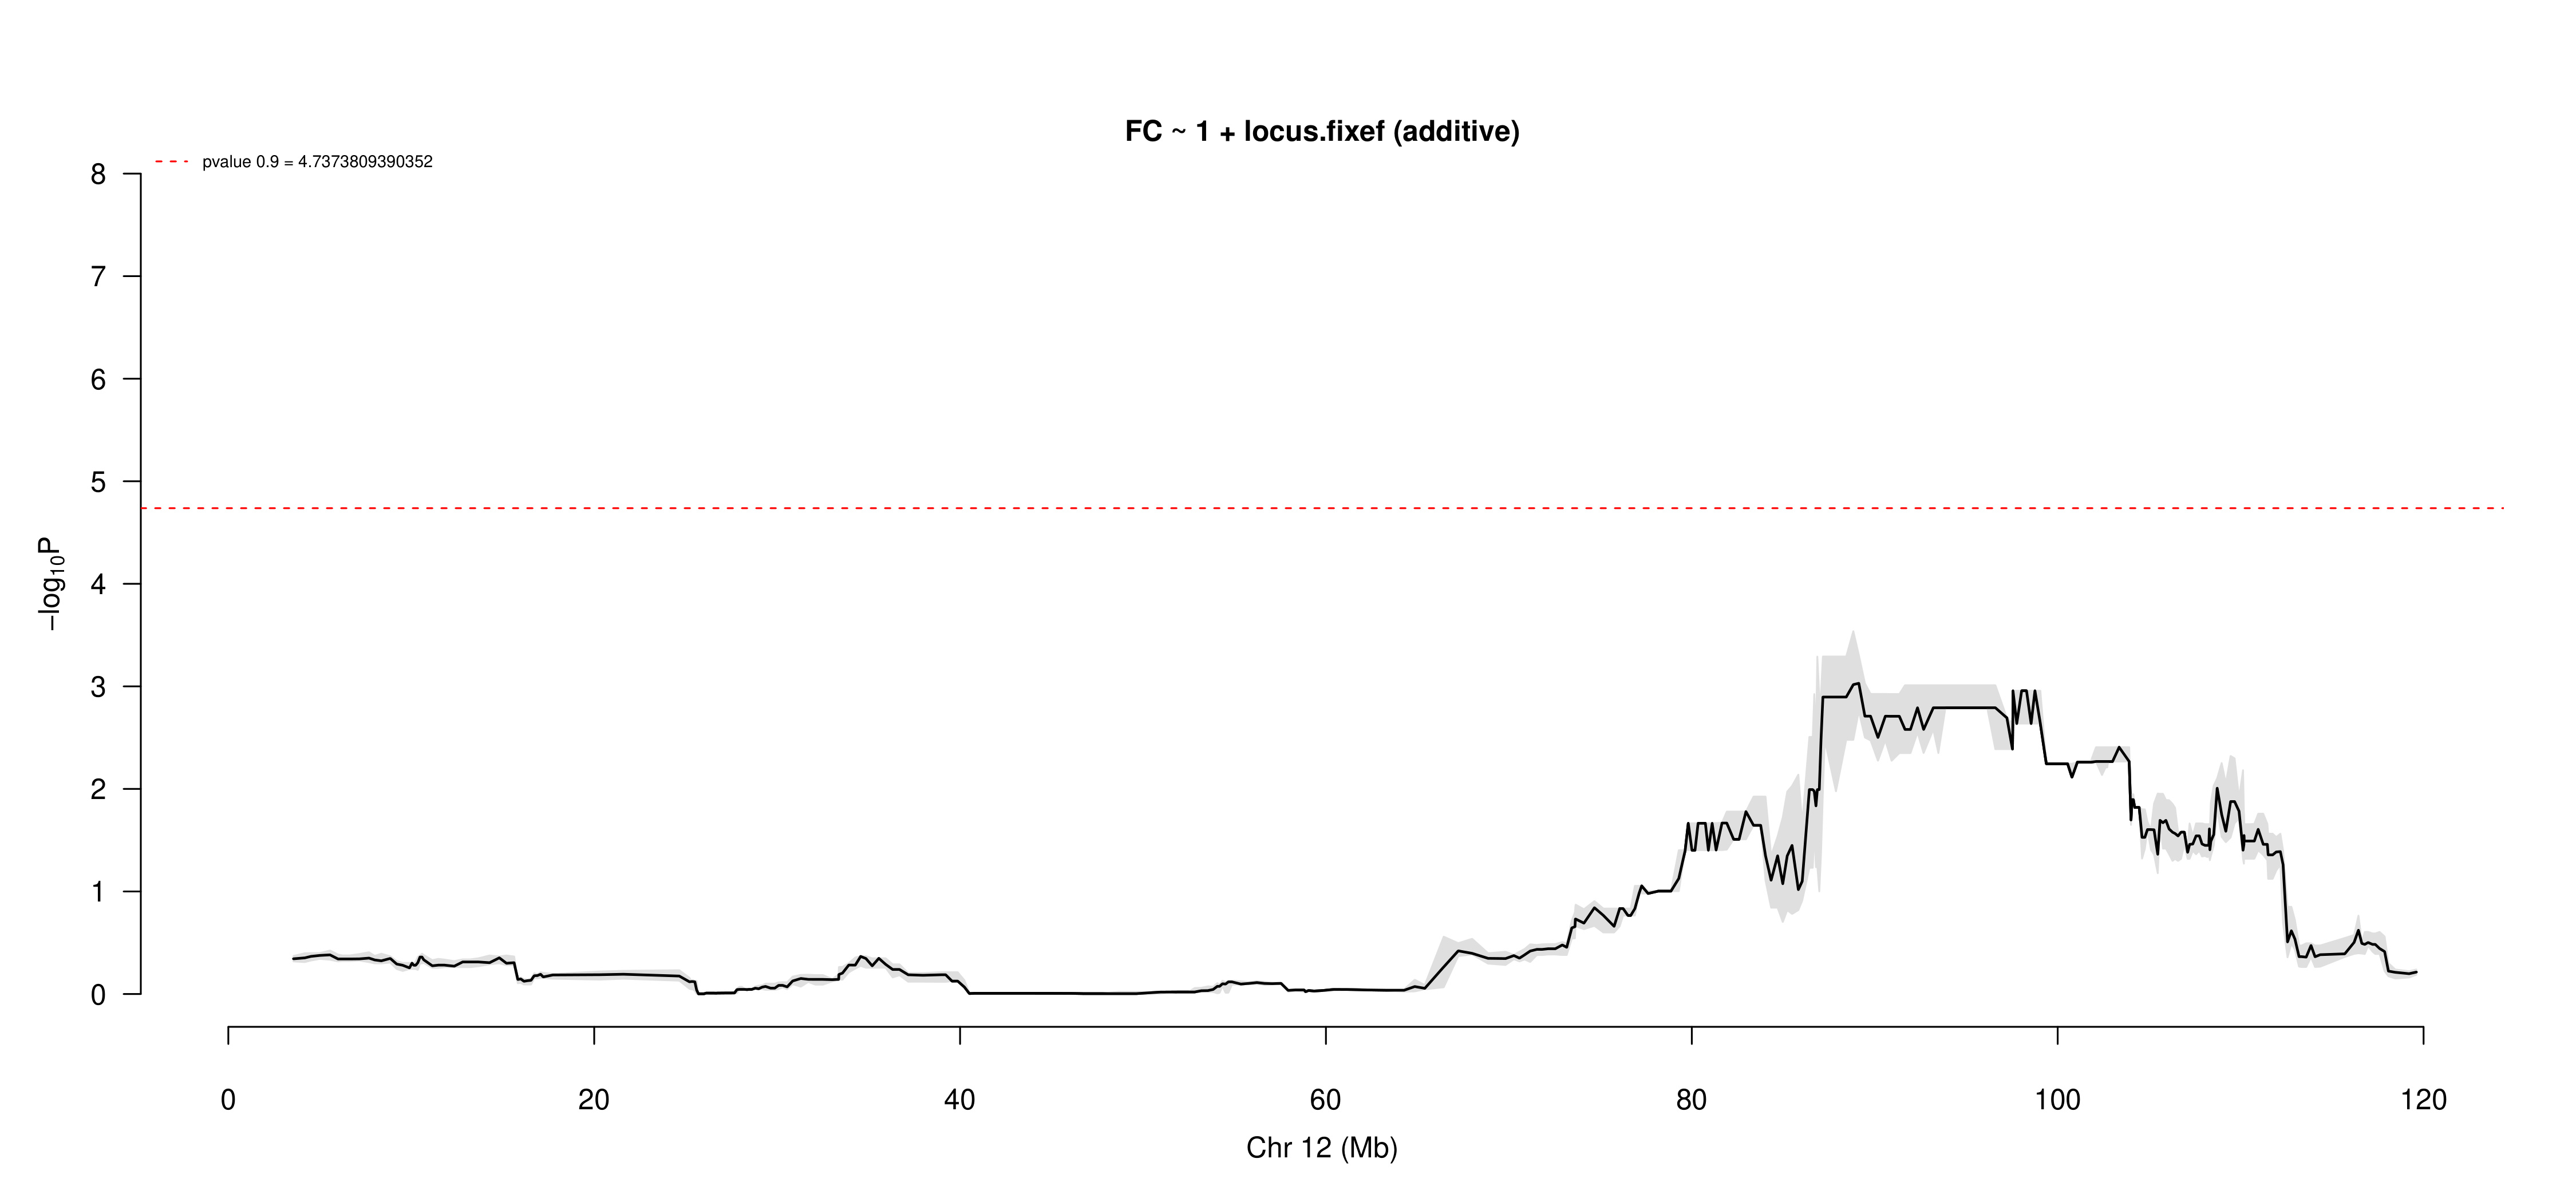 FC ~ 1 + locus.fixef (additive)
pvalue 0.9 = 4.7373809390352
8
7
6
5
4
3
2
1
0
−log10P
0 20 40 60 80 100 120
Chr 12 (Mb)